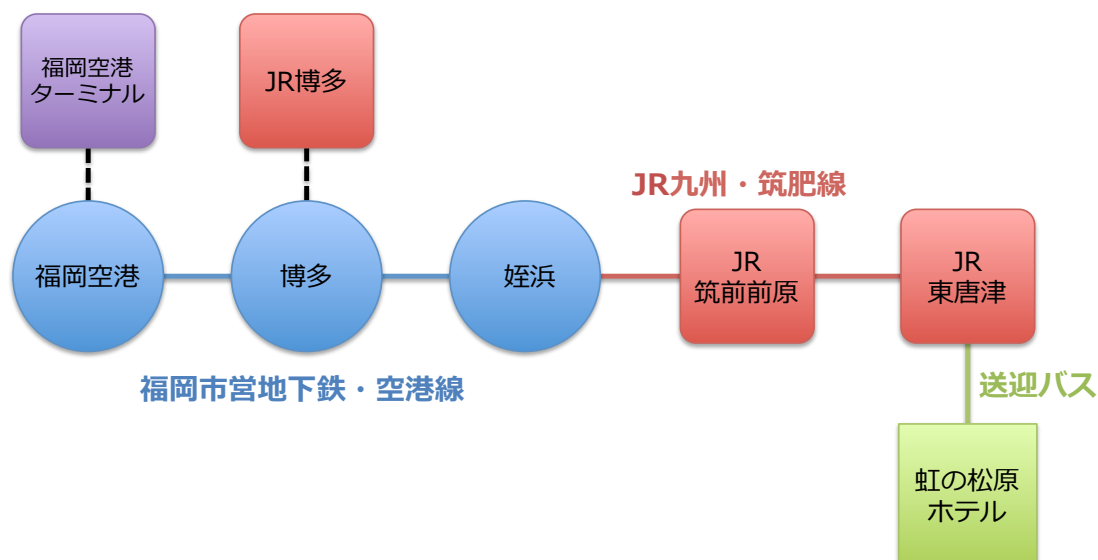 福岡空港
ターミナル
JR博多
JR九州・筑肥線
福岡空港
博多
姪浜
JR
筑前前原
JR
東唐津
福岡市営地下鉄・空港線
送迎バス
虹の松原
ホテル